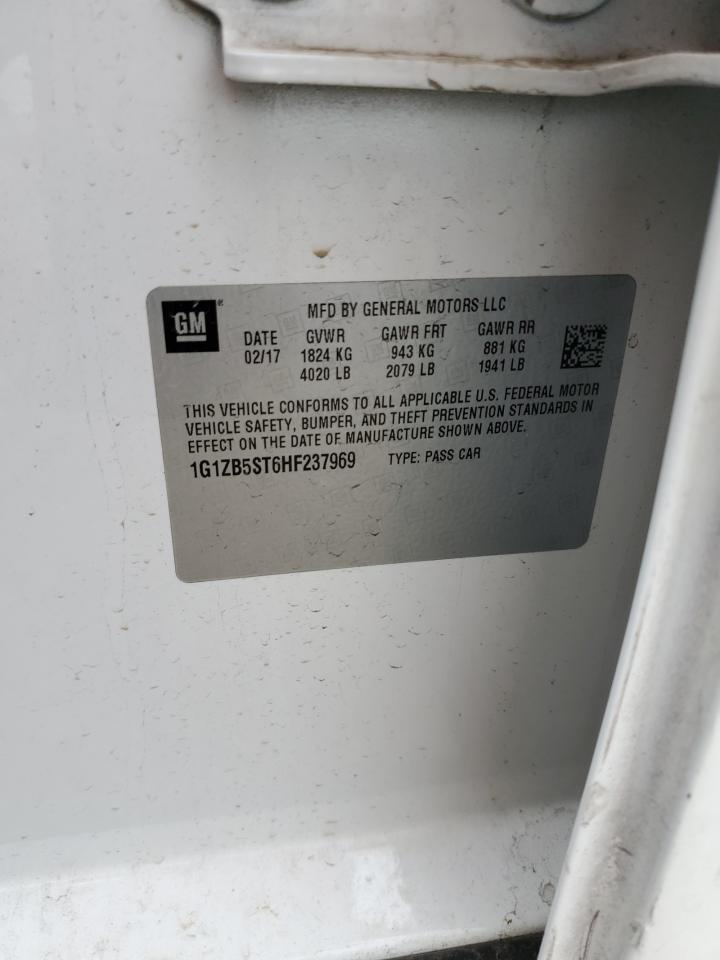 GM ®
MFD BY GENERAL MOTORS LLC
DATE GVWR GAWR FRT GAWR RR
02/17 1824 KG 943 KG 881 KG
4020 LB 2079 LB 1941 LB
THIS VEHICLE CONFORMS TO ALL APPLICABLE U.S. FEDERAL MOTOR
VEHICLE SAFETY, BUMPER, AND THEFT PREVENTION STANDARDS IN
EFFECT ON THE DATE OF MANUFACTURE SHOWN ABOVE.
1G1ZB5ST6HF237969 TYPE: PASS CAR